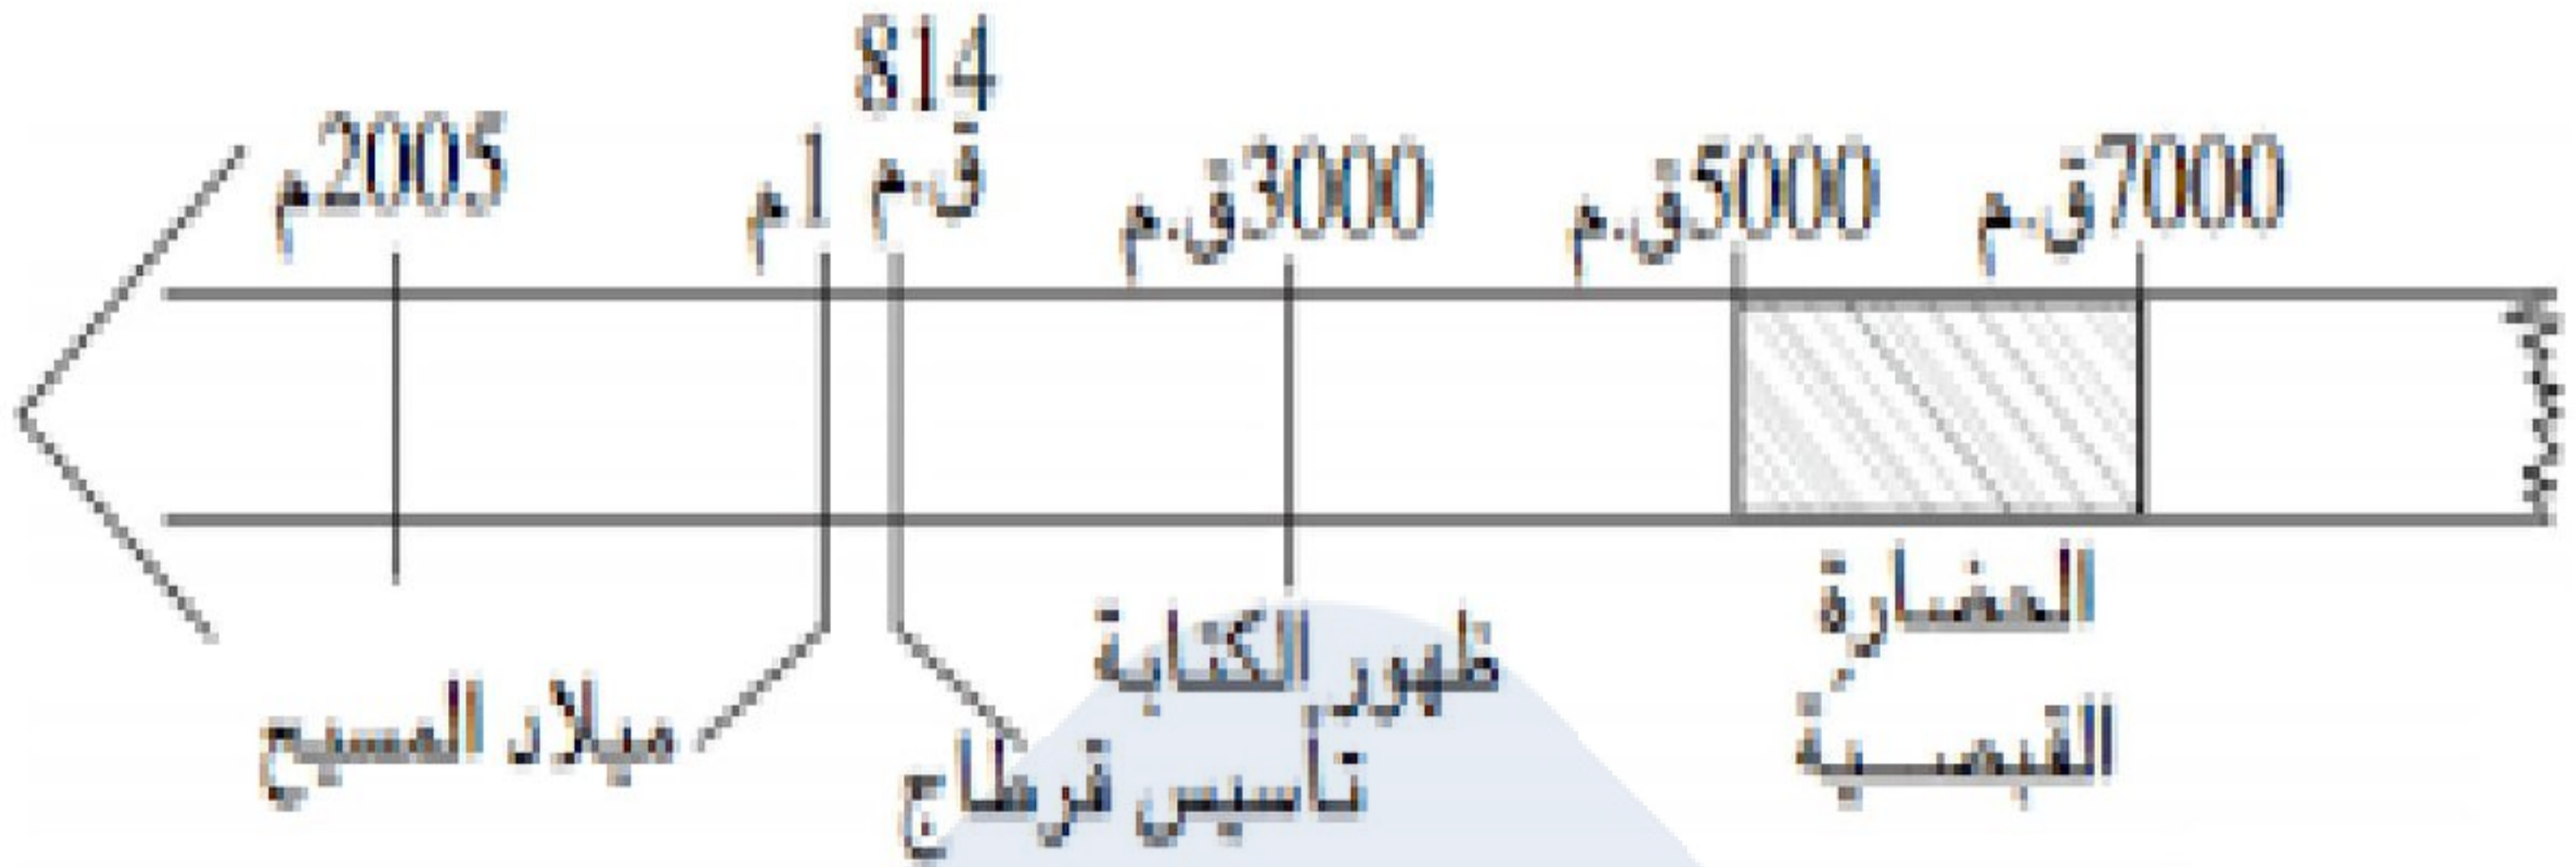 814
ق.م
7000ق.م
5000ق.م
3000ق.م
1م
2005م
الحضارة
القبصية
ظهور الكتابة
تأسيس قرطاج
ميلاد المسيح